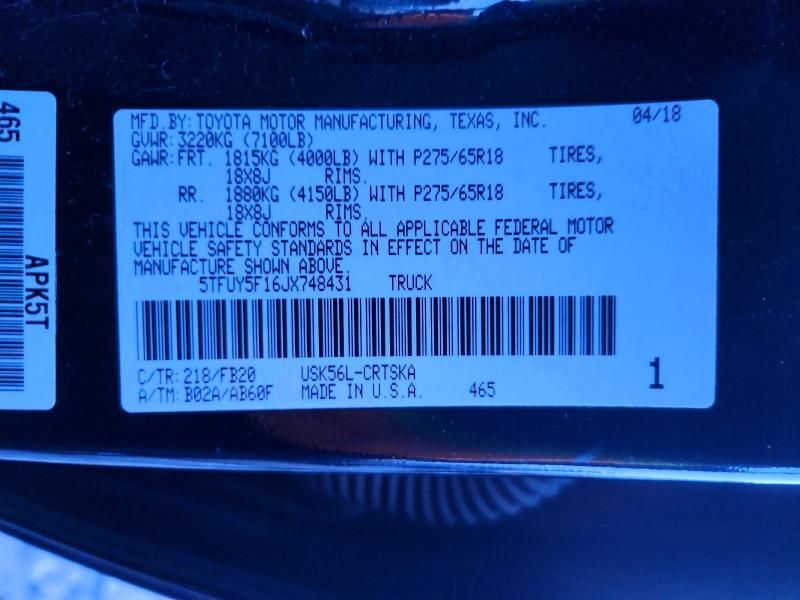 465
APK5T
MFD.BY:TOYOTA MOTOR MANUFACTURING, TEXAS, INC. 04/18
GVWR:3220KG (7100LB)
GAWR:FRT. 1815KG (4000LB) WITH P275/65R18 TIRES,
18X8J RIMS.
RR. 1880KG (4150LB) WITH P275/65R18 TIRES,
18X8J RIMS.
THIS VEHICLE CONFORMS TO ALL APPLICABLE FEDERAL MOTOR
VEHICLE SAFETY STANDARDS IN EFFECT ON THE DATE OF
MANUFACTURE SHOWN ABOVE.
5TFUY5F16JX748431 TRUCK
C/TR:218/FB20 USK56L-CRTSKA
A/TM:B02A/AB60F MADE IN U.S.A. 465 1